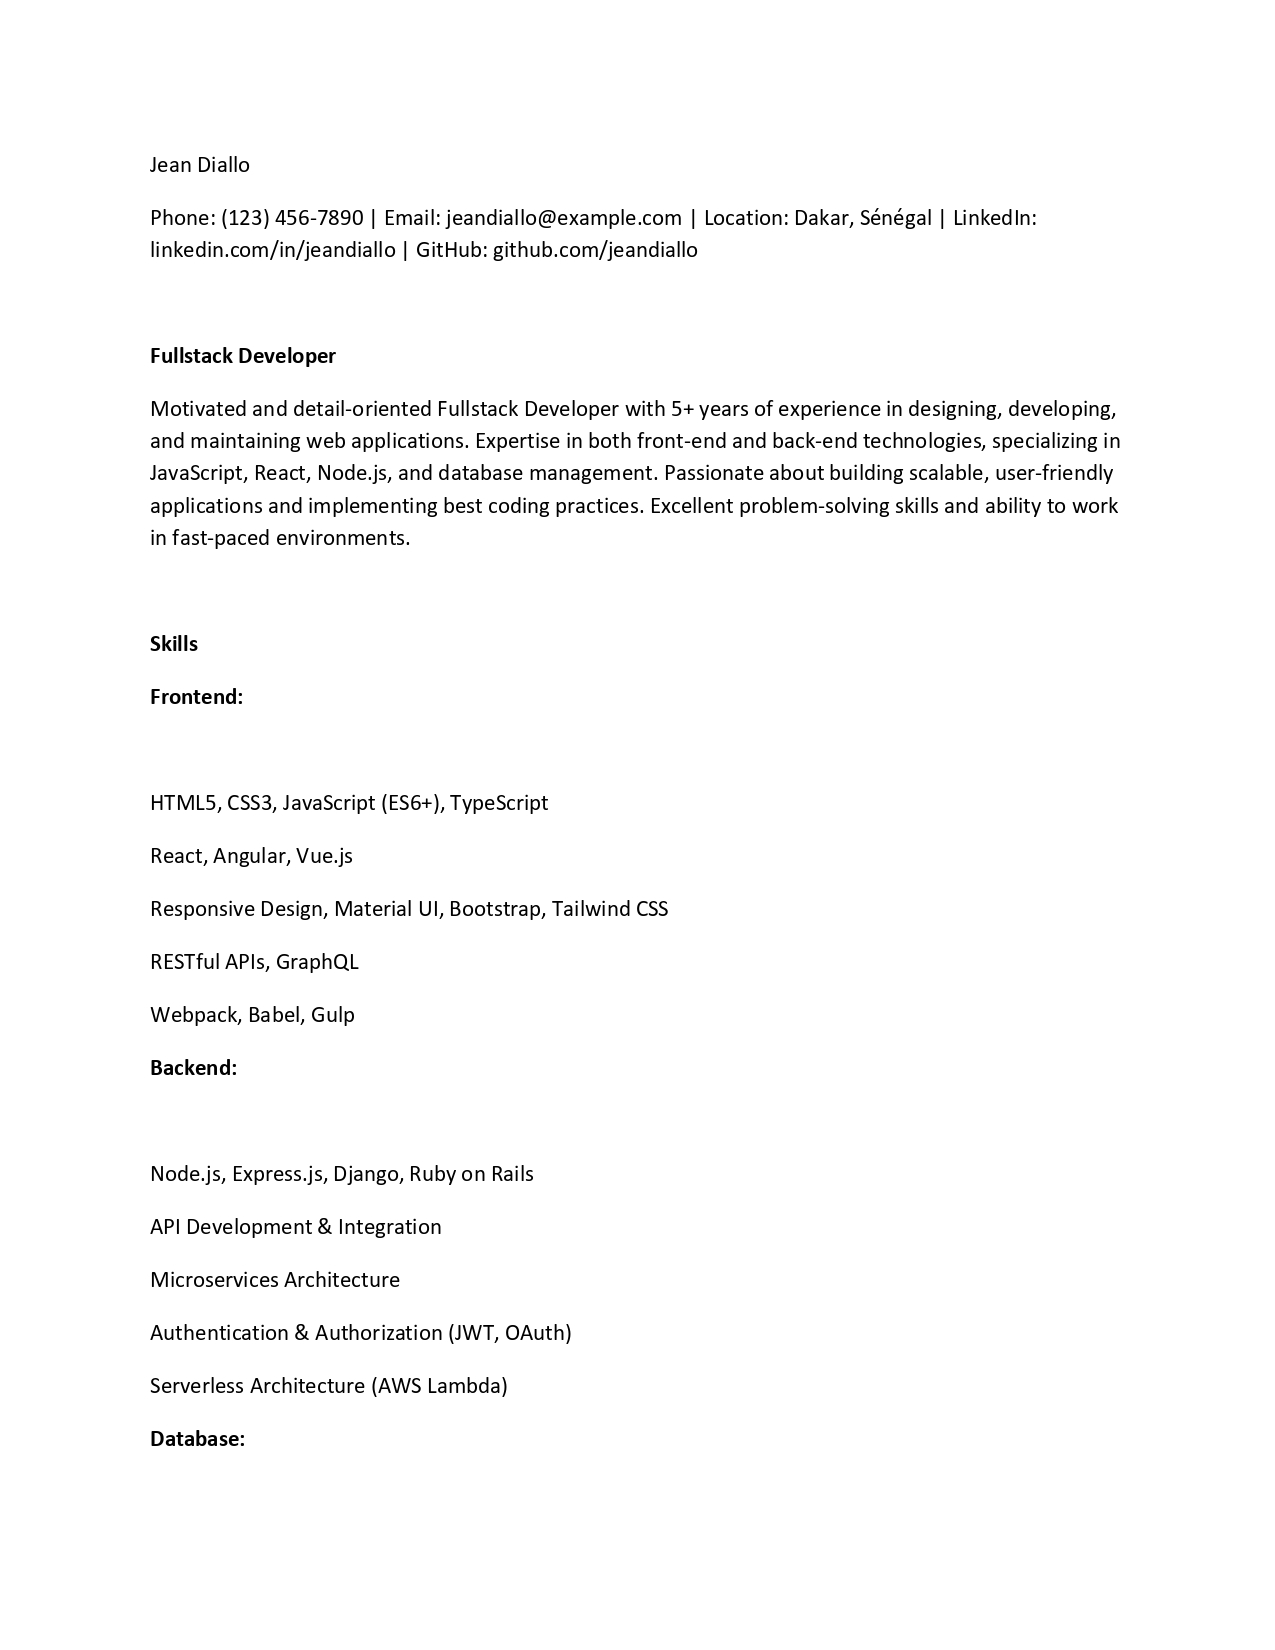 Jean Diallo
Phone: (123) 456-7890 | Email: jeandiallo@example.com | Location: Dakar, Sénégal | LinkedIn:
linkedin.com/in/jeandiallo | GitHub: github.com/jeandiallo
Fullstack Developer
Motivated and detail-oriented Fullstack Developer with 5+ years of experience in designing, developing,
and maintaining web applications. Expertise in both front-end and back-end technologies, specializing in
JavaScript, React, Node.js, and database management. Passionate about building scalable, user-friendly
applications and implementing best coding practices. Excellent problem-solving skills and ability to work
in fast-paced environments.
Skills
Frontend:
HTML5, CSS3, JavaScript (ES6+), TypeScript
React, Angular, Vue.js
Responsive Design, Material UI, Bootstrap, Tailwind CSS
RESTful APIs, GraphQL
Webpack, Babel, Gulp
Backend:
Node.js, Express.js, Django, Ruby on Rails
API Development & Integration
Microservices Architecture
Authentication & Authorization (JWT, OAuth)
Serverless Architecture (AWS Lambda)
Database: